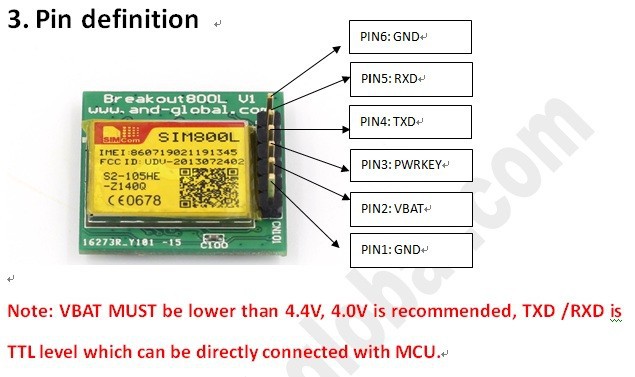 3. Pin definition
PIN6: GND
PIN5: RXD
PIN4: TXD
PIN3: PWRKEY
PIN2: VBAT
PIN1: GND
Breakout800L V1
www.and-global.com
SIMCom
SIM800L
IMEI:860719021191345
FCC ID: UDV-2013072402
S2-105HE
-Z140Q
CE0678
16273R_Y181 -15
C100
CN101
Note: VBAT MUST be lower than 4.4V, 4.0V is recommended, TXD /RXD is
TTL level which can be directly connected with MCU.
global.com